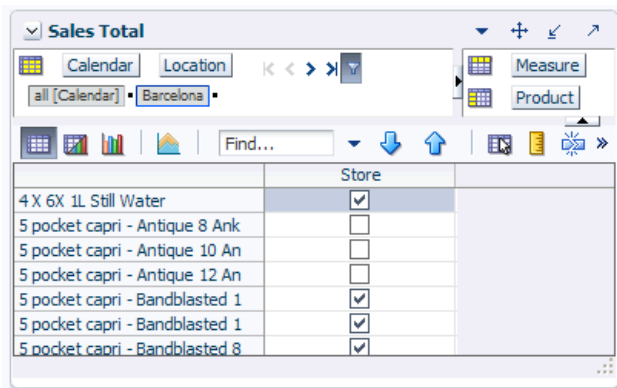 Sales Total
Calendar Location
Measure
all [Calendar] Barcelona
Product
Find...
Store
4 X 6X 1L Still Water
5 pocket capri - Antique 8 Ank
5 pocket capri - Antique 10 An
5 pocket capri - Antique 12 An
5 pocket capri - Bandblasted 1
5 pocket capri - Bandblasted 1
5 pocket capri - Bandblasted 8